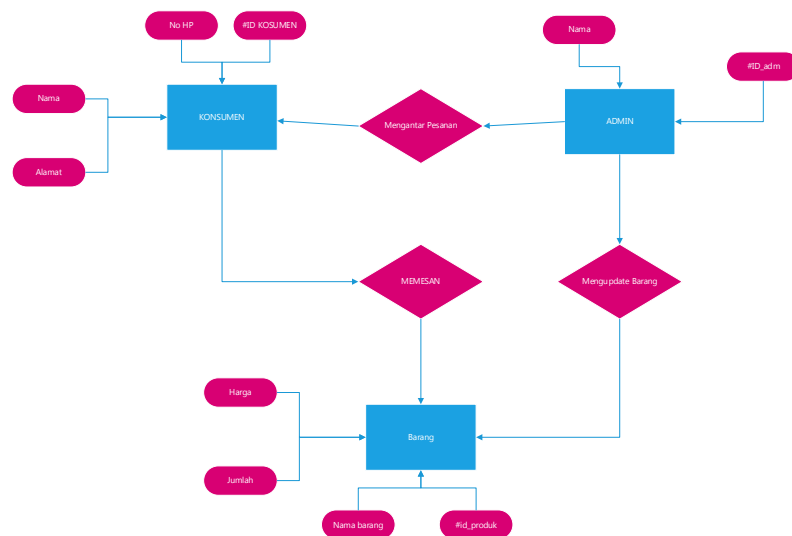 No HP
#ID KOSUMEN
Nama
#ID_adm
Nama
KONSUMEN
Mengantar Pesanan
ADMIN
Alamat
MEMESAN
Mengupdate Barang
Harga
Barang
Jumlah
Nama barang
#id_produk